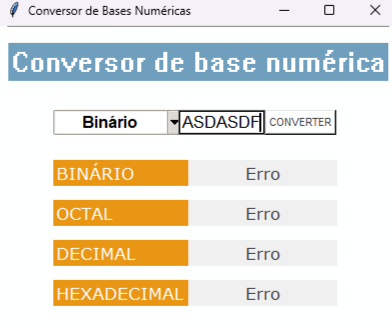 Conversor de Bases Numéricas
Conversor de base numérica
Binário ASDASDF CONVERTER
BINÁRIO Erro
OCTAL Erro
DECIMAL Erro
HEXADECIMAL Erro